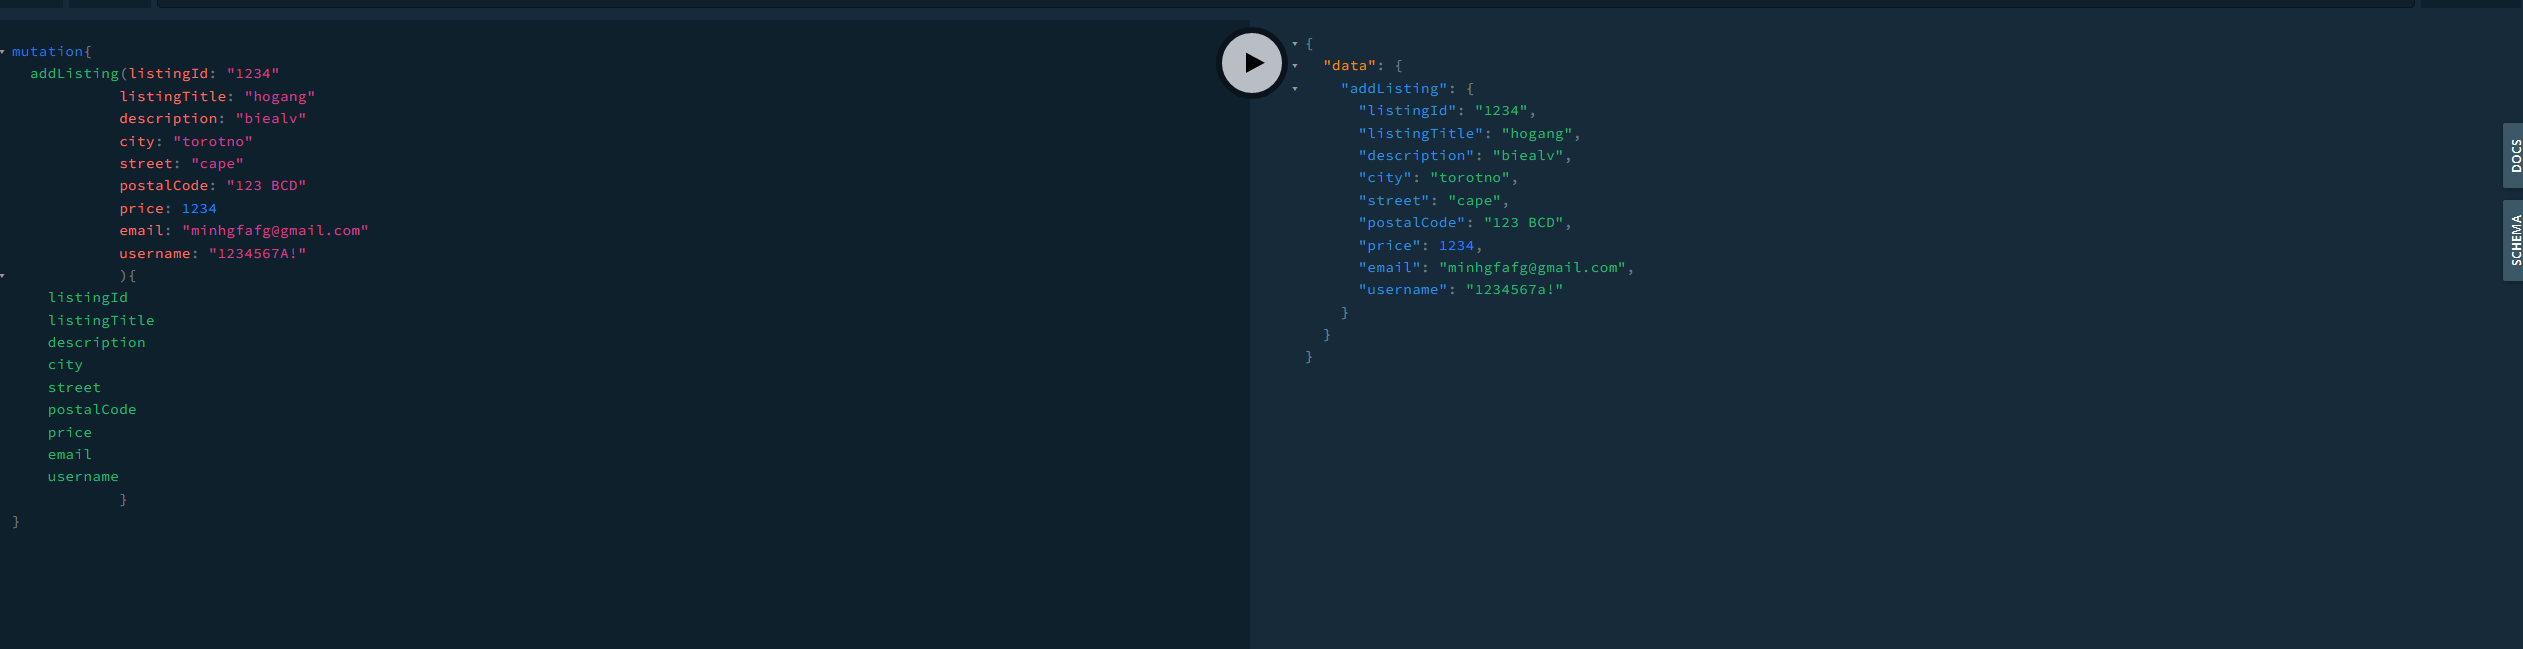 mutation{
addListing(listingId: "1234"
listingTitle: "hogang"
description: "biealv"
city: "torotno"
street: "cape"
postalCode: "123 BCD"
price: 1234
email: "minhgfafg@gmail.com"
username: "1234567A!"
){
listingId
listingTitle
description
city
street
postalCode
price
email
username
}
}
{
"data": {
"addListing": {
"listingId": "1234",
"listingTitle": "hogang",
"description": "biealv",
"city": "torotno",
"street": "cape",
"postalCode": "123 BCD",
"price": 1234,
"email": "minhgfafg@gmail.com",
"username": "1234567a!"
}
}
}
DOCS
SCHEMA